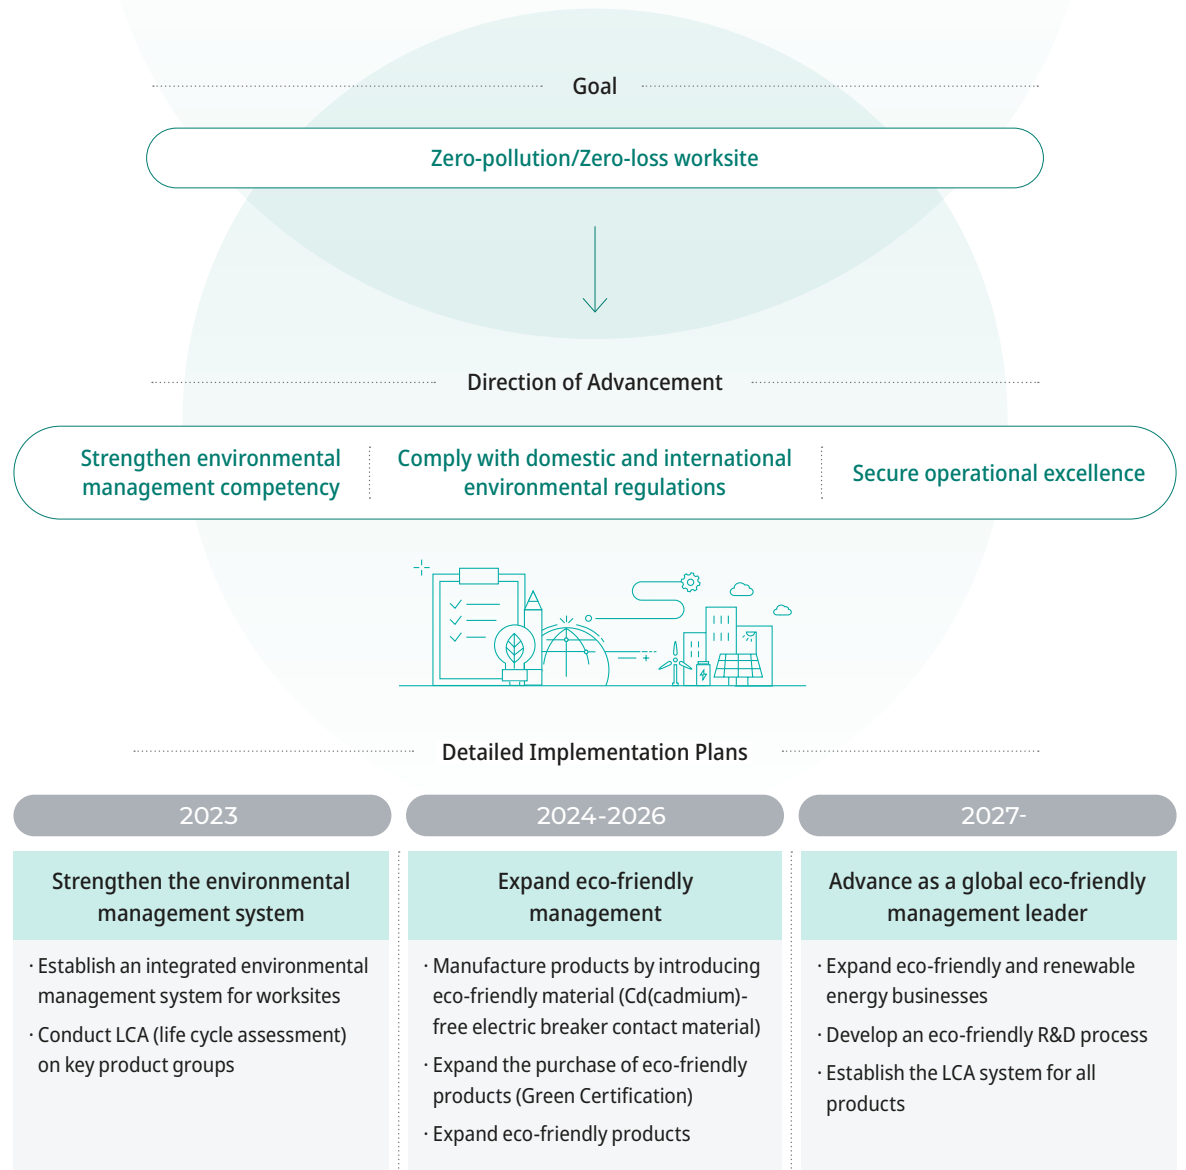 Goal
Zero-pollution/Zero-loss worksite
Direction of Advancement
Strengthen environmental
management competency
Comply with domestic and international
environmental regulations
Secure operational excellence
Detailed Implementation Plans
2023
Strengthen the environmental
management system
· Establish an integrated environmental
management system for worksites
· Conduct LCA (life cycle assessment)
on key product groups
2024-2026
Expand eco-friendly
management
· Manufacture products by introducing
eco-friendly material (Cd(cadmium)-
free electric breaker contact material)
· Expand the purchase of eco-friendly
products (Green Certification)
· Expand eco-friendly products
2027-
Advance as a global eco-friendly
management leader
· Expand eco-friendly and renewable
energy businesses
· Develop an eco-friendly R&D process
· Establish the LCA system for all
products